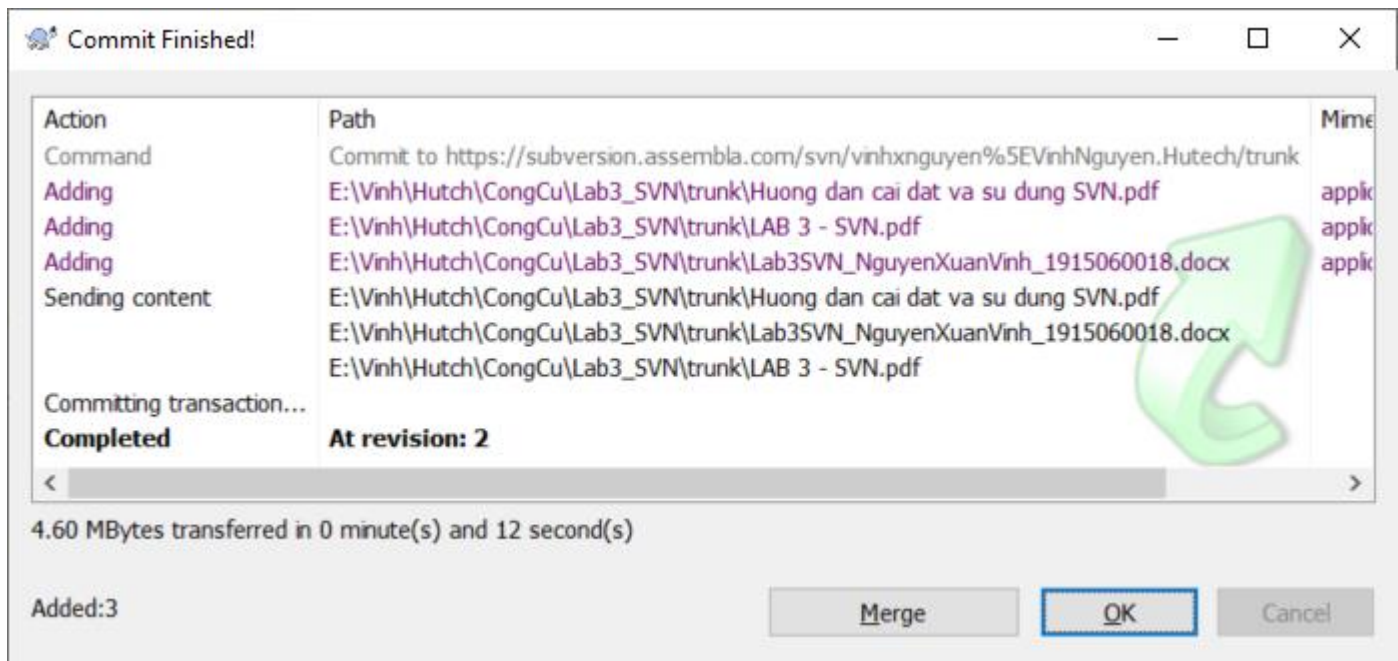 Commit Finished!
Action Path Mime
Command Commit to https://subversion.assembla.com/svn/vinhxnguyen%5EVinhNguyen.Hutech/trunk
Adding E:\Vinh\Hutch\CongCu\Lab3_SVN\trunk\Huong dan cai dat va su dung SVN.pdf applic
Adding E:\Vinh\Hutch\CongCu\Lab3_SVN\trunk\LAB 3 - SVN.pdf applic
Adding E:\Vinh\Hutch\CongCu\Lab3_SVN\trunk\Lab3SVN_NguyenXuanVinh_1915060018.docx applic
Sending content E:\Vinh\Hutch\CongCu\Lab3_SVN\trunk\Huong dan cai dat va su dung SVN.pdf
E:\Vinh\Hutch\CongCu\Lab3_SVN\trunk\Lab3SVN_NguyenXuanVinh_1915060018.docx
E:\Vinh\Hutch\CongCu\Lab3_SVN\trunk\LAB 3 - SVN.pdf
Committing transaction...
Completed At revision: 2
4.60 MBytes transferred in 0 minute(s) and 12 second(s)
Added:3 Merge OK Cancel